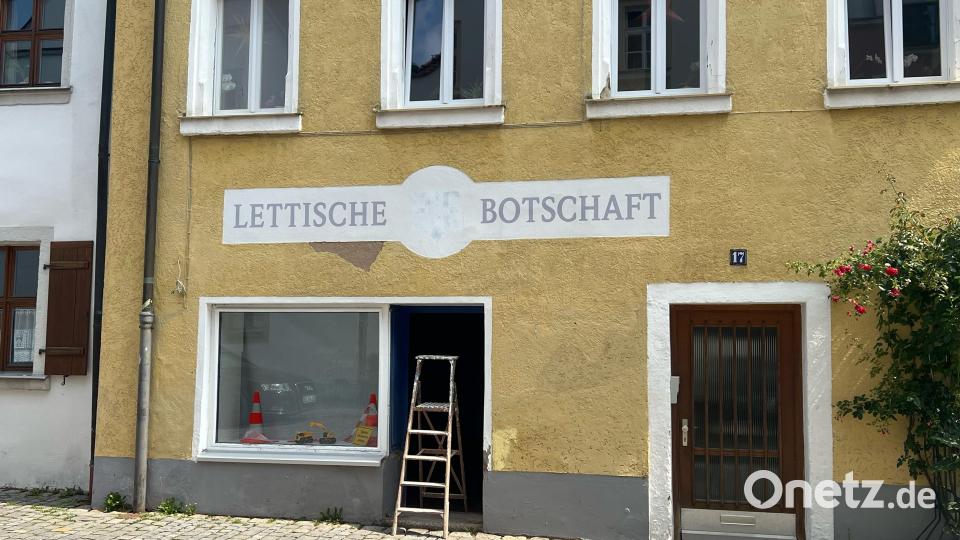 LETTISCHE BOTSCHAFT
17
Onetz.de